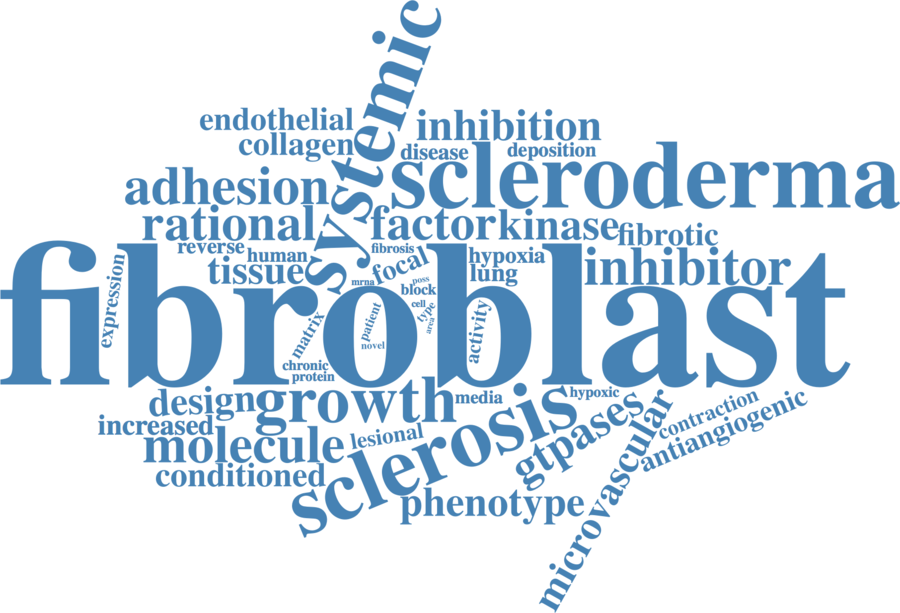 systemic
endothelial
inhibition
collagen
disease
deposition
scleroderma
adhesion
rational
factor
kinase
fibrotic
reverse
human
fibrosis
hypoxia
tissue
focal
lung
inhibitor
expression
mrna
poss
block
cell
type
area
patient
novel
activity
matrix
fibroblast
chronic
protein
design
growth
media
hypoxic
increased
molecule
lesional
sclerosis
gtpases
contraction
antiangiogenic
conditioned
phenotype
microvascular